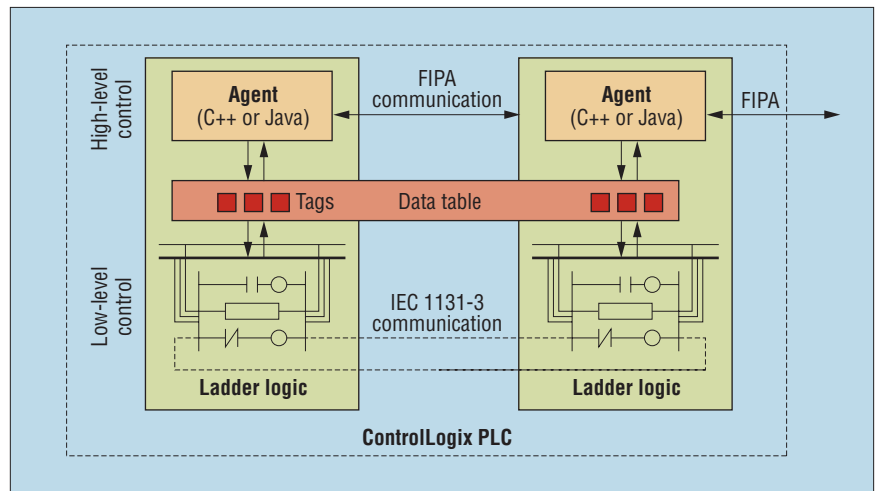 High-level control
Agent
(C++ or Java)
FIPA
communication
Agent
(C++ or Java)
FIPA
Tags
Data table
Low-level control
IEC 1131-3
communication
Ladder logic
Ladder logic
ControlLogix PLC